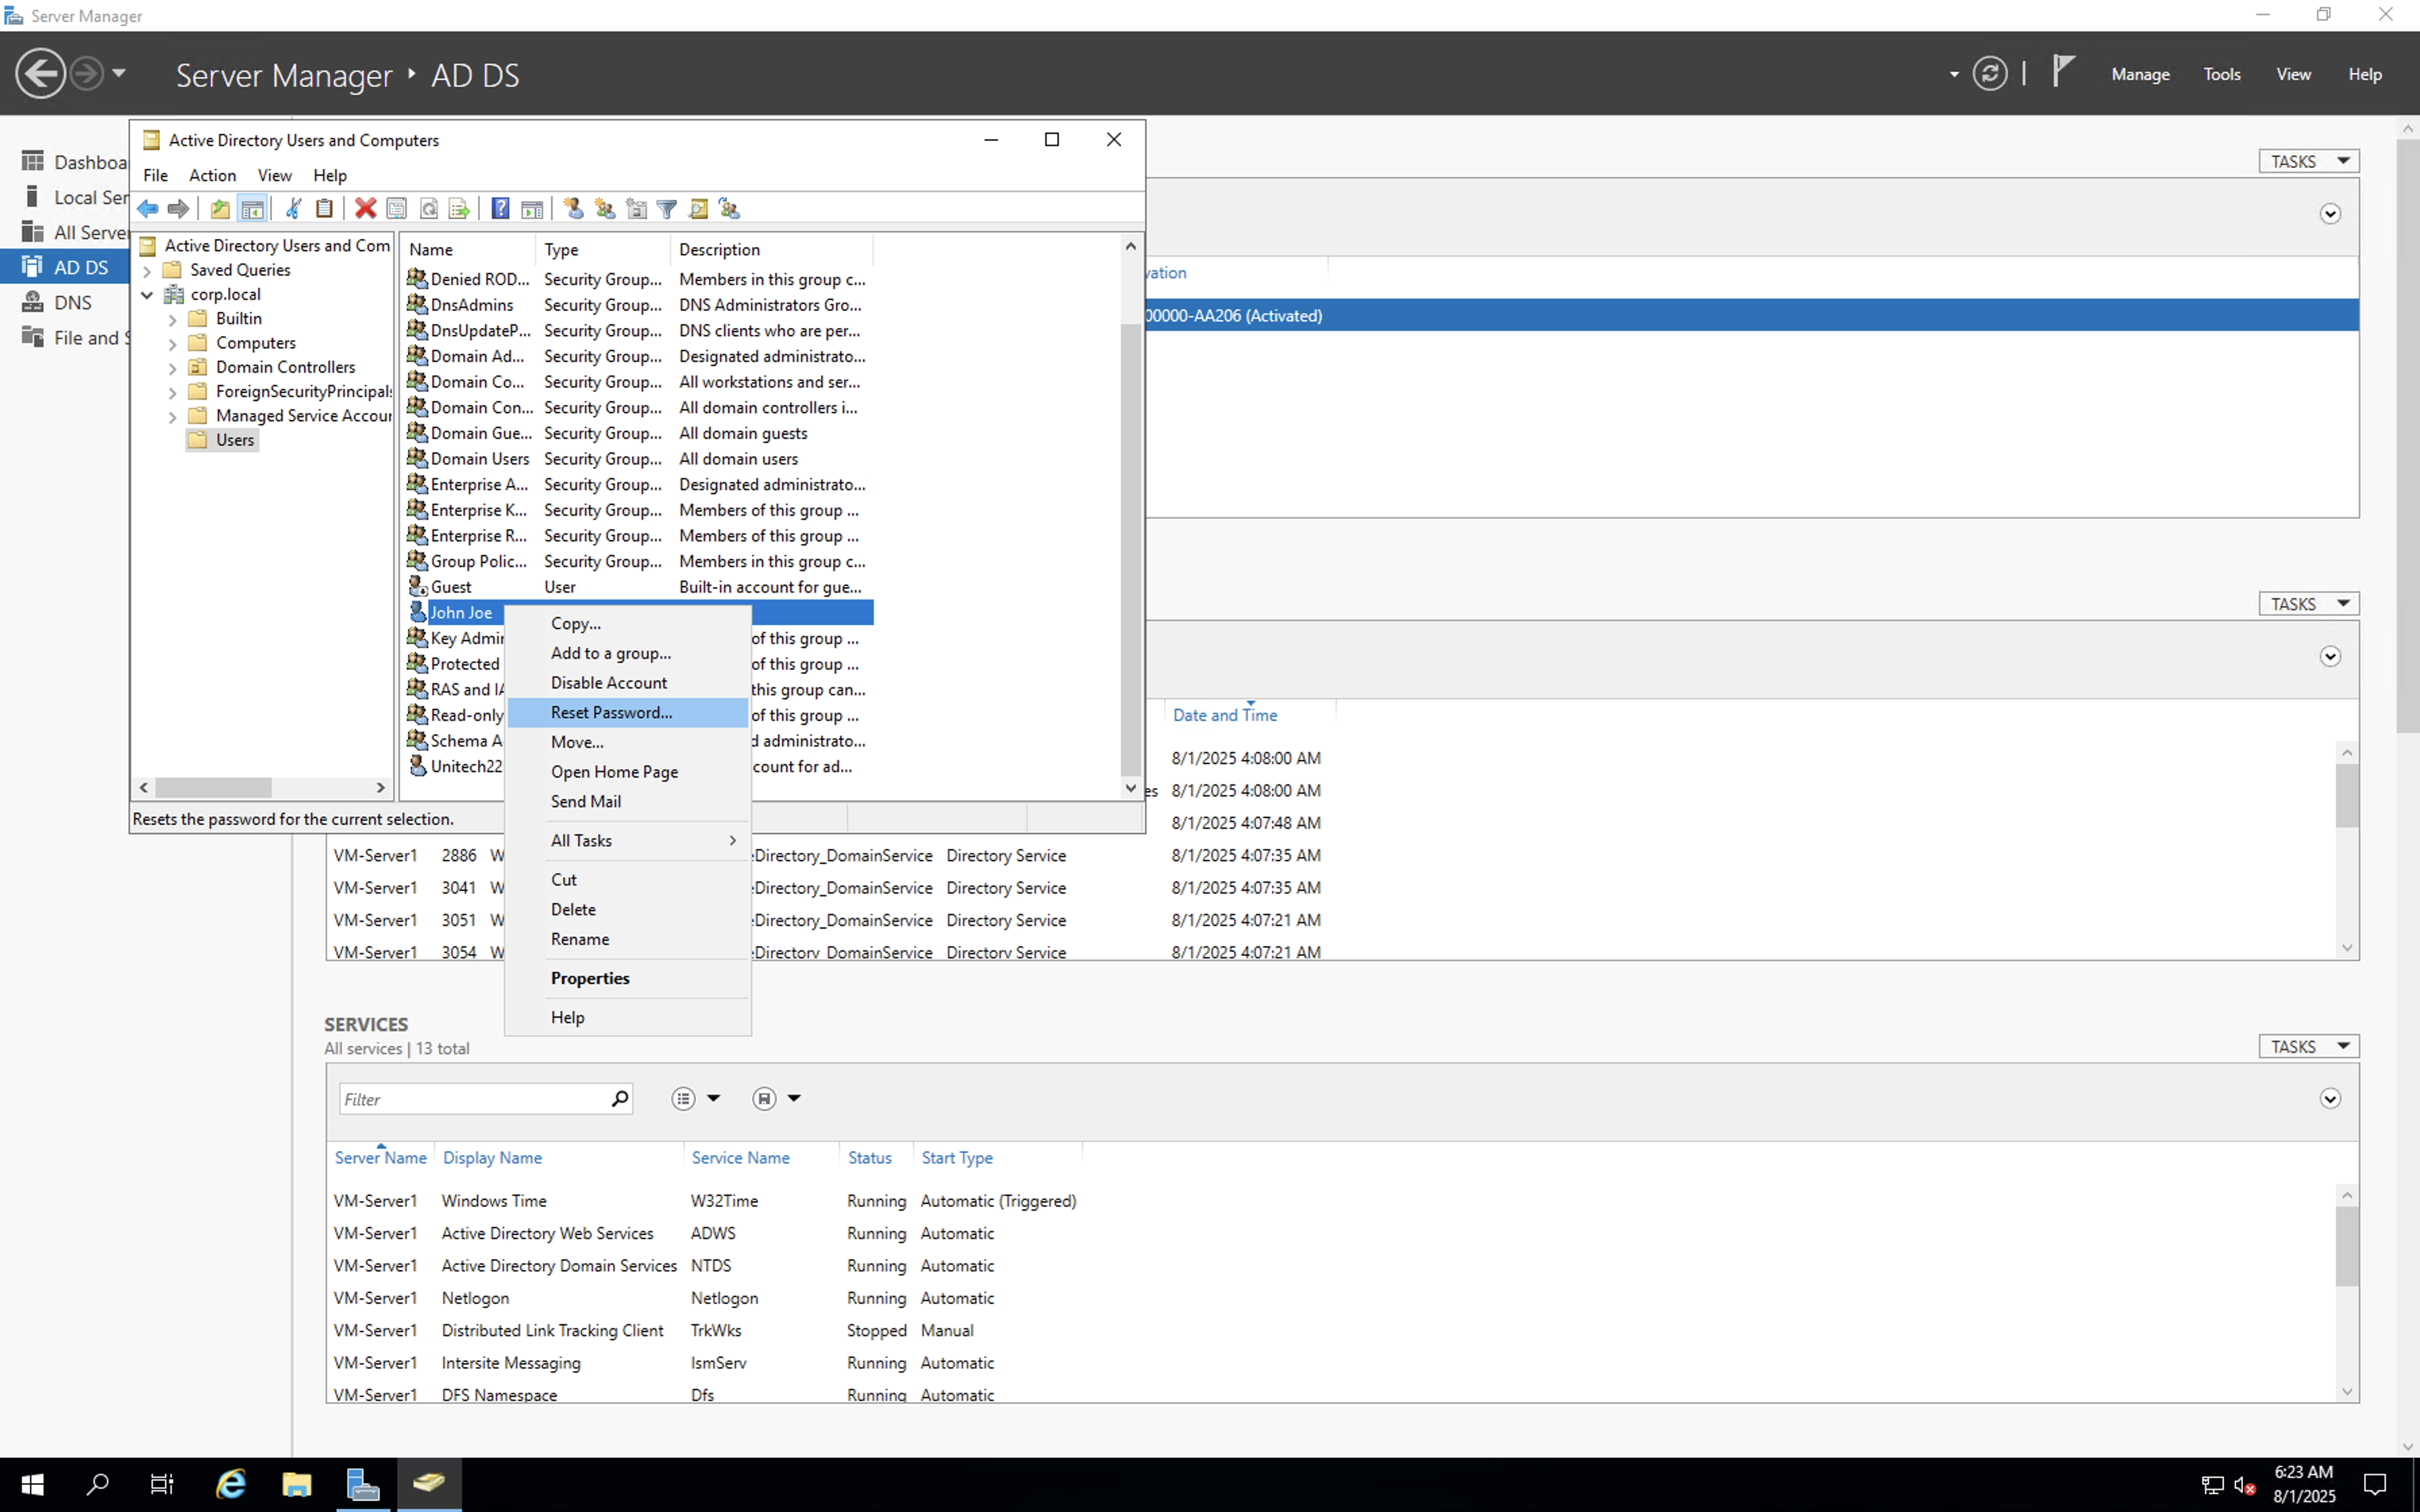 Server Manager
Server Manager ‣ AD DS
Manage Tools View Help
Dashboa
Local Ser
All Server
AD DS
DNS
File and S
Active Directory Users and Computers
File Action View Help
Active Directory Users and Com
Saved Queries
corp.local
Builtin
Computers
Domain Controllers
ForeignSecurityPrincipals
Managed Service Accour
Users
Name Type Description
Denied ROD... Security Group... Members in this group c...
DnsAdmins Security Group... DNS Administrators Gro...
DnsUpdateP... Security Group... DNS clients who are per...
Domain Ad... Security Group... Designated administrato...
Domain Co... Security Group... All workstations and ser...
Domain Con... Security Group... All domain controllers i...
Domain Gue... Security Group... All domain guests
Domain Users Security Group... All domain users
Enterprise A... Security Group... Designated administrato...
Enterprise K... Security Group... Members of this group ...
Enterprise R... Security Group... Members of this group ...
Group Polic... Security Group... Members in this group c...
Guest User Built-in account for gue...
John Joe
Key Admir of this group ...
Protected of this group ...
RAS and IA this group can...
Read-only of this group ...
Schema A d administrato...
Unitech22 count for ad...
Resets the password for the current selection.
Copy...
Add to a group...
Disable Account
Reset Password...
Move...
Open Home Page
Send Mail
All Tasks
Cut
Delete
Rename
Properties
Help
TASKS
vation
00000-AA206 (Activated)
TASKS
Date and Time
8/1/2025 4:08:00 AM
es 8/1/2025 4:08:00 AM
8/1/2025 4:07:48 AM
VM-Server1 2886 W eDirectory_DomainService Directory Service 8/1/2025 4:07:35 AM
VM-Server1 3041 W eDirectory_DomainService Directory Service 8/1/2025 4:07:35 AM
VM-Server1 3051 W eDirectory_DomainService Directory Service 8/1/2025 4:07:21 AM
VM-Server1 3054 W eDirectory_DomainService Directory Service 8/1/2025 4:07:21 AM
SERVICES
All services | 13 total
TASKS
Filter
Server Name Display Name Service Name Status Start Type
VM-Server1 Windows Time W32Time Running Automatic (Triggered)
VM-Server1 Active Directory Web Services ADWS Running Automatic
VM-Server1 Active Directory Domain Services NTDS Running Automatic
VM-Server1 Netlogon Netlogon Running Automatic
VM-Server1 Distributed Link Tracking Client TrkWks Stopped Manual
VM-Server1 Intersite Messaging IsmServ Running Automatic
VM-Server1 DFS Namespace Dfs Running Automatic
6:23 AM
8/1/2025